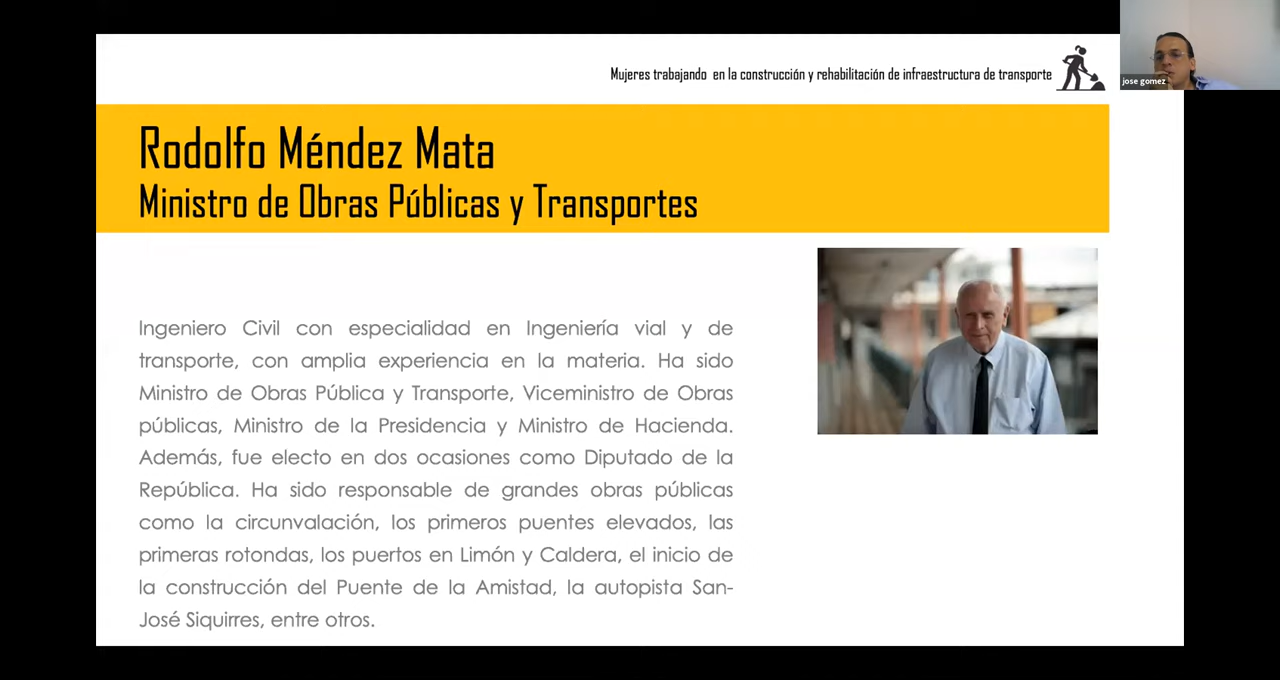 Mujeres trabajando en la construcción y rehabilitación de infraestructura de transporte
jose gomez
Rodolfo Méndez Mata
Ministro de Obras Públicas y Transportes
Ingeniero Civil con especialidad en Ingeniería vial y de
transporte, con amplia experiencia en la materia. Ha sido
Ministro de Obras Pública y Transporte, Viceministro de Obras
públicas, Ministro de la Presidencia y Ministro de Hacienda.
Además, fue electo en dos ocasiones como Diputado de la
República. Ha sido responsable de grandes obras públicas
como la circunvalación, los primeros puentes elevados, las
primeras rotondas, los puertos en Limón y Caldera, el inicio de
la construcción del Puente de la Amistad, la autopista San-
José Siquirres, entre otros.